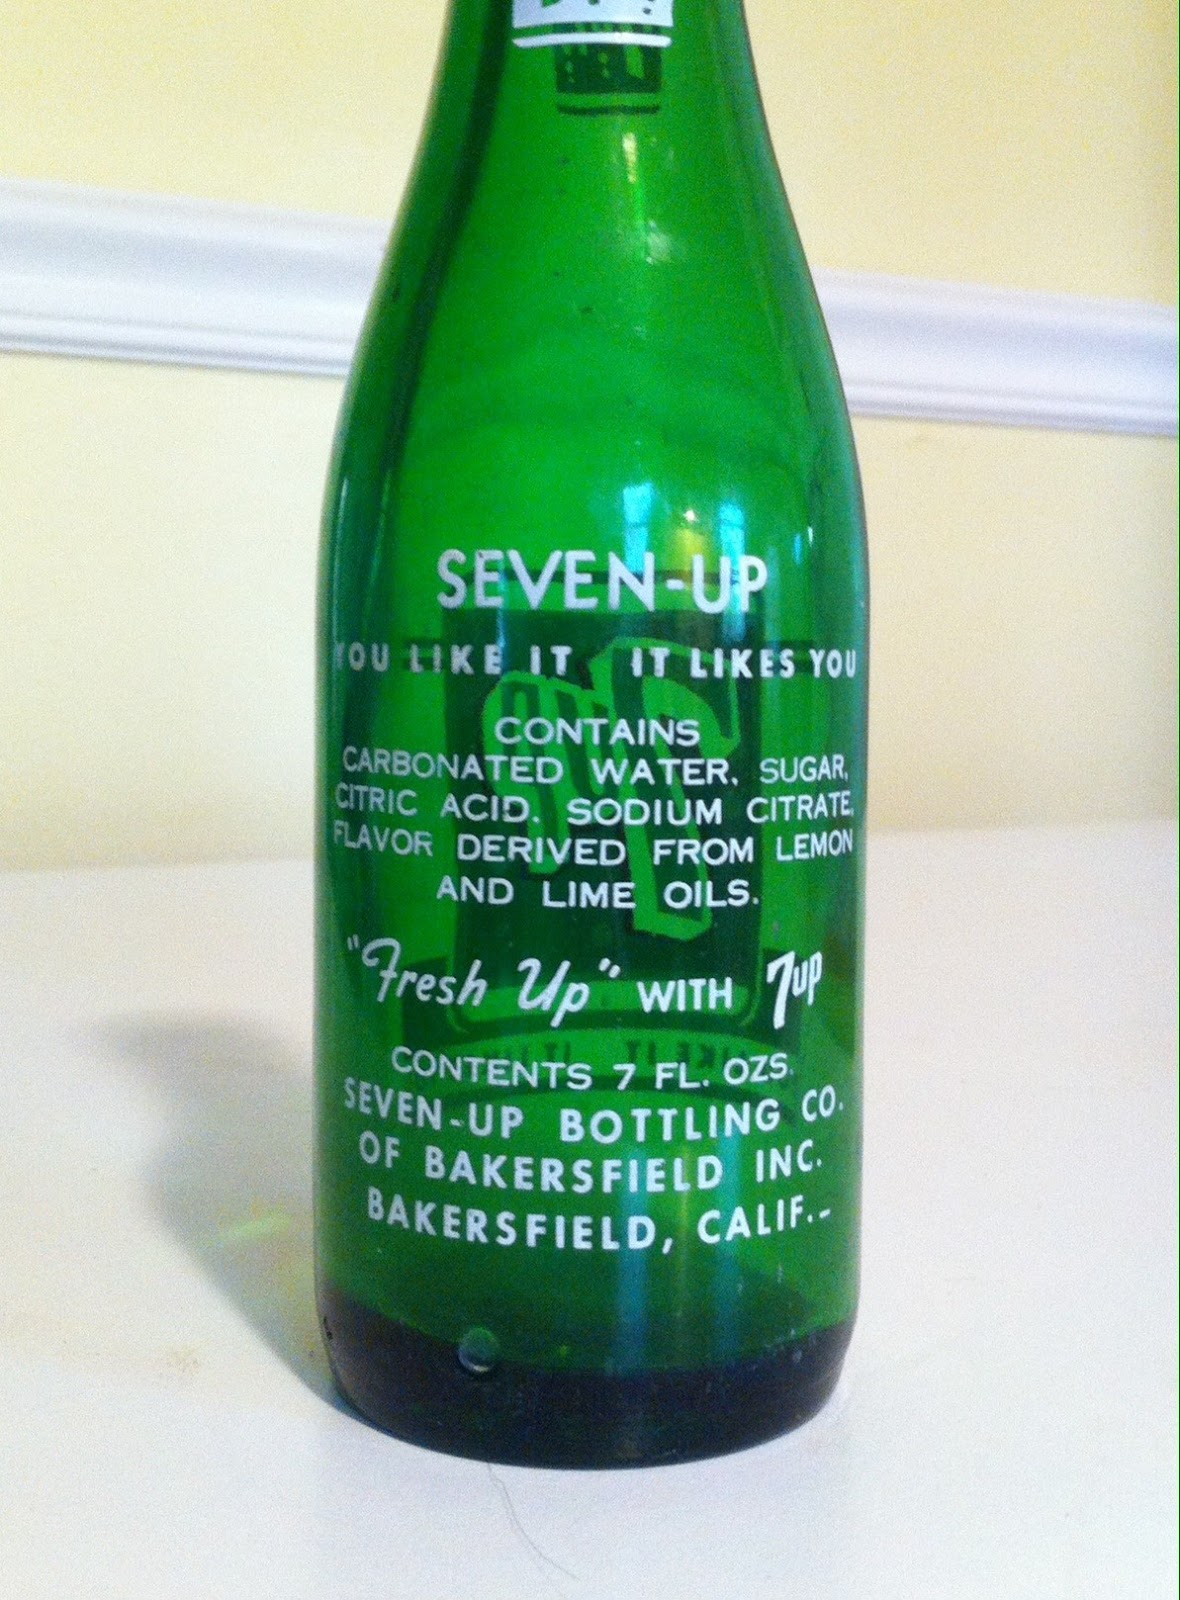 SEVEN-UP
YOU LIKE IT IT LIKES YOU
CONTAINS
CARBONATED WATER, SUGAR,
CITRIC ACID, SODIUM CITRATE,
FLAVOR DERIVED FROM LEMON
AND LIME OILS.
"Fresh Up" WITH 7up
CONTENTS 7 FL. OZS.
SEVEN-UP BOTTLING CO.
OF BAKERSFIELD INC.
BAKERSFIELD, CALIF.-